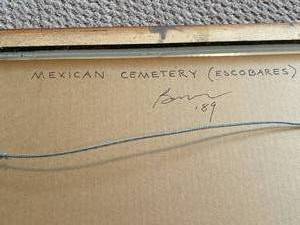 MEXICAN CEMETERY (ESCOBARES)
'89